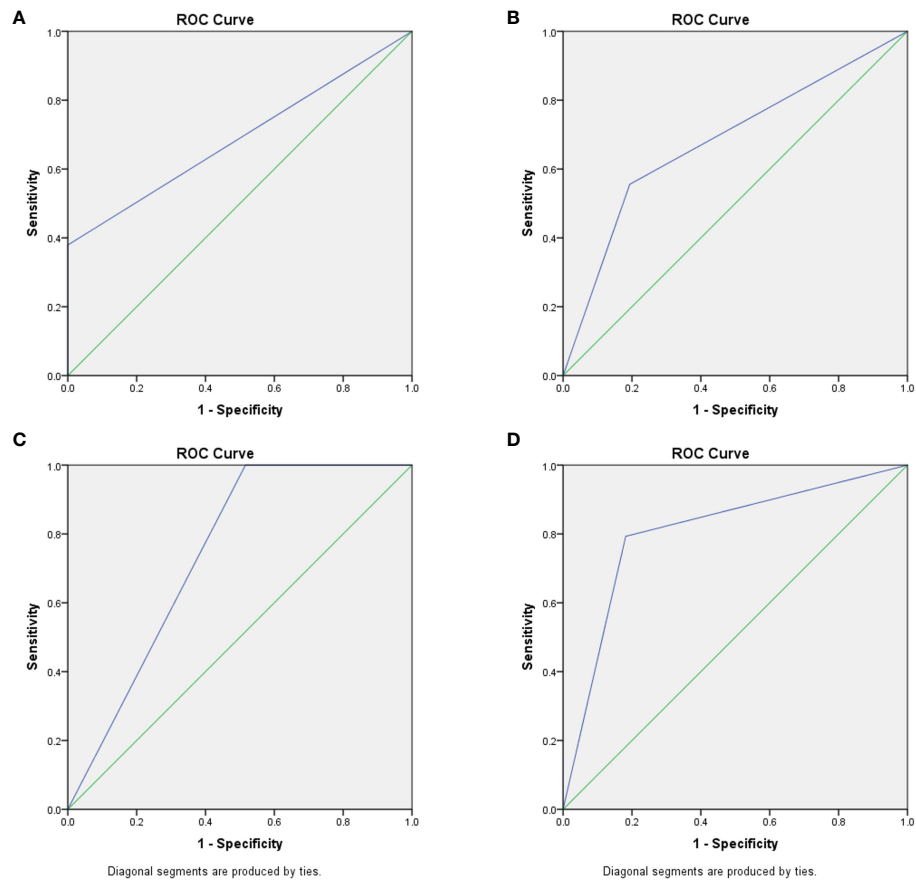 A
ROC Curve
1.0
0.8
0.6
0.4
0.2
0.0
Sensitivity
0.0 0.2 0.4 0.6 0.8 1.0
1 - Specificity
B
ROC Curve
1.0
0.8
0.6
0.4
0.2
0.0
Sensitivity
0.0 0.2 0.4 0.6 0.8 1.0
1 - Specificity
C
ROC Curve
1.0
0.8
0.6
0.4
0.2
0.0
Sensitivity
0.0 0.2 0.4 0.6 0.8 1.0
1 - Specificity
Diagonal segments are produced by ties.
D
ROC Curve
1.0
0.8
0.6
0.4
0.2
0.0
Sensitivity
0.0 0.2 0.4 0.6 0.8 1.0
1 - Specificity
Diagonal segments are produced by ties.